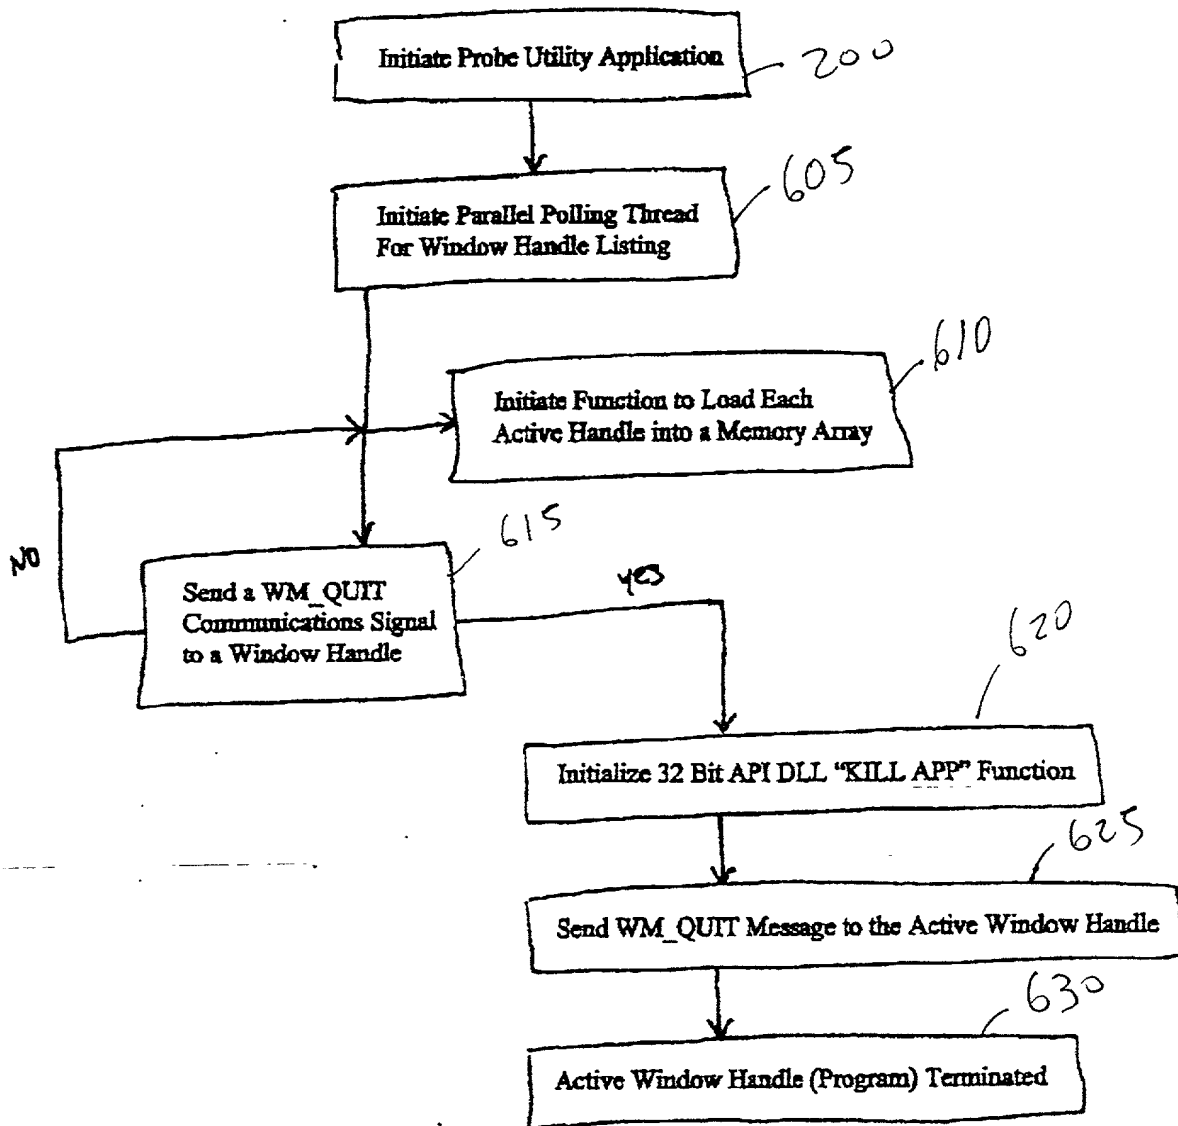 Initiate Probe Utility Application
200
Initiate Parallel Polling Thread
For Window Handle Listing
605
Initiate Function to Load Each
Active Handle into a Memory Array
610
NO
Send a WM_QUIT
Communications Signal
to a Window Handle
615
yes
620
Initialize 32 Bit API DLL “KILL APP” Function
625
Send WM_QUIT Message to the Active Window Handle
630
Active Window Handle (Program) Terminated